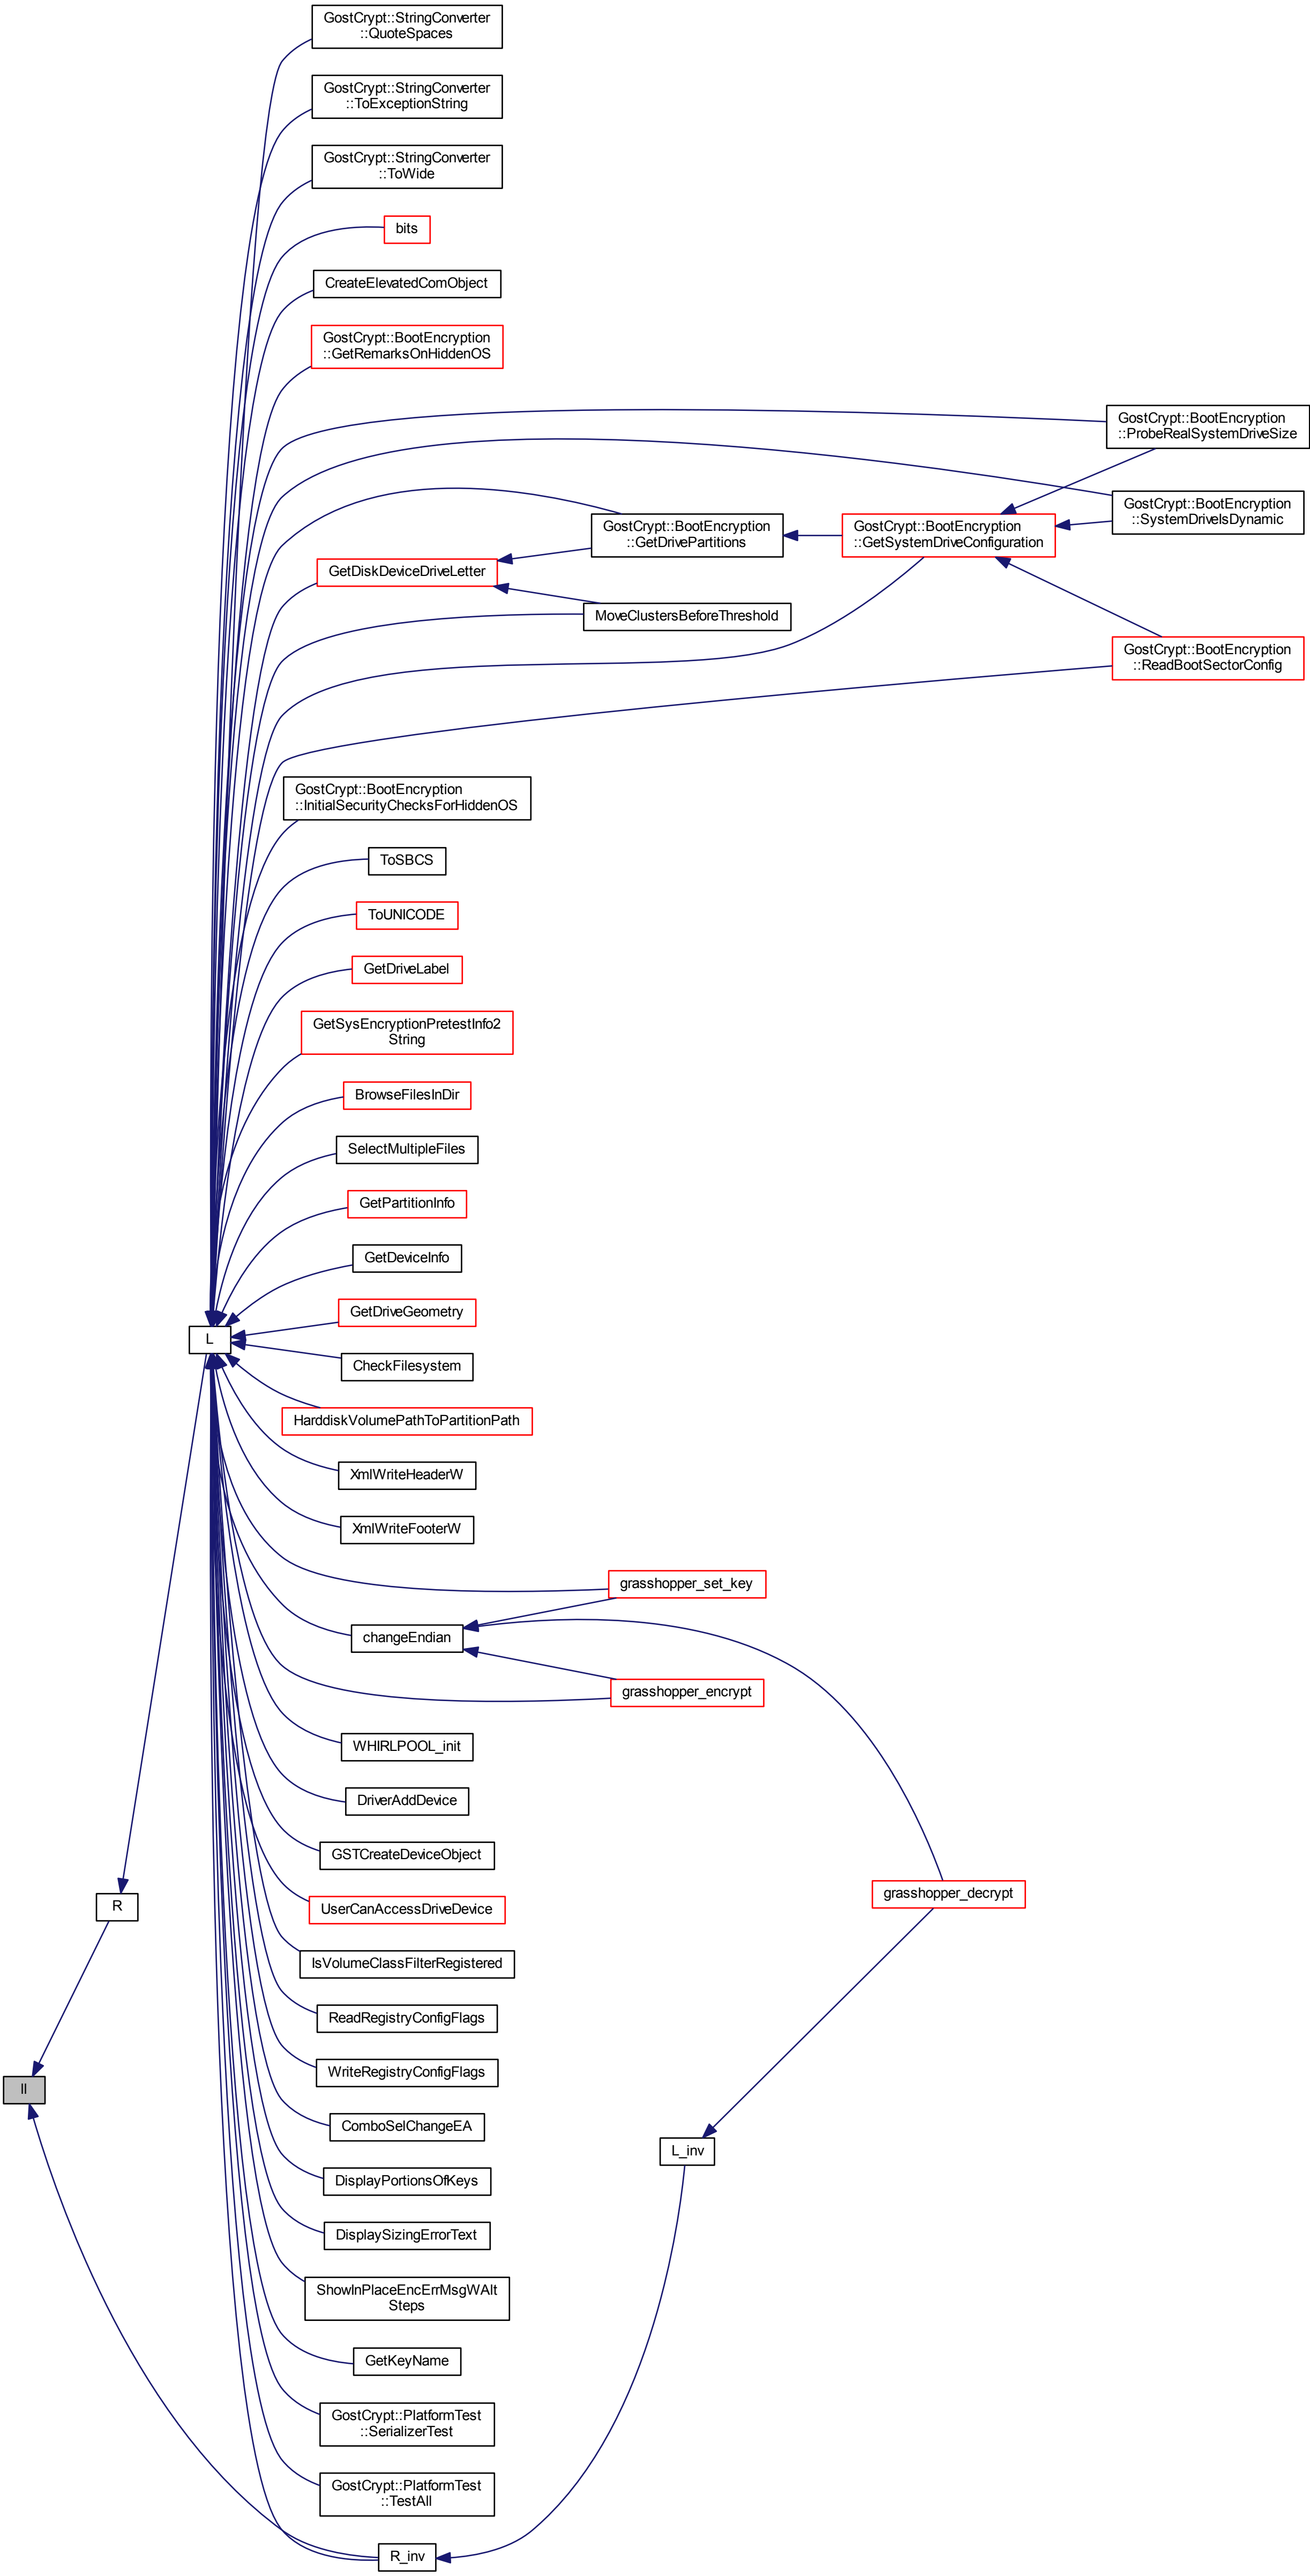 GostCrypt::StringConverter
::QuoteSpaces
GostCrypt::StringConverter
::ToExceptionString
GostCrypt::StringConverter
::ToWide
bits
CreateElevatedComObject
GostCrypt::BootEncryption
::GetRemarksOnHiddenOS
GostCrypt::BootEncryption
::ProbeRealSystemDriveSize
GostCrypt::BootEncryption
::SystemDriveIsDynamic
GostCrypt::BootEncryption
::GetDrivePartitions
GostCrypt::BootEncryption
::GetSystemDriveConfiguration
GetDiskDeviceDriveLetter
MoveClustersBeforeThreshold
GostCrypt::BootEncryption
::ReadBootSectorConfig
GostCrypt::BootEncryption
::InitialSecurityChecksForHiddenOS
ToSBCS
ToUNICODE
GetDriveLabel
GetSysEncryptionPretestInfo2
String
BrowseFilesInDir
SelectMultipleFiles
GetPartitionInfo
GetDeviceInfo
GetDriveGeometry
L
CheckFilesystem
HarddiskVolumePathToPartitionPath
XmlWriteHeaderW
XmlWriteFooterW
grasshopper_set_key
changeEndian
grasshopper_encrypt
WHIRLPOOL_init
DriverAddDevice
GSTCreateDeviceObject
grasshopper_decrypt
UserCanAccessDriveDevice
R
IsVolumeClassFilterRegistered
ReadRegistryConfigFlags
WriteRegistryConfigFlags
ll
ComboSelChangeEA
L_inv
DisplayPortionsOfKeys
DisplaySizingErrorText
ShowInPlaceEncErrMsgWAlt
Steps
GetKeyName
GostCrypt::PlatformTest
::SerializerTest
GostCrypt::PlatformTest
::TestAll
R_inv